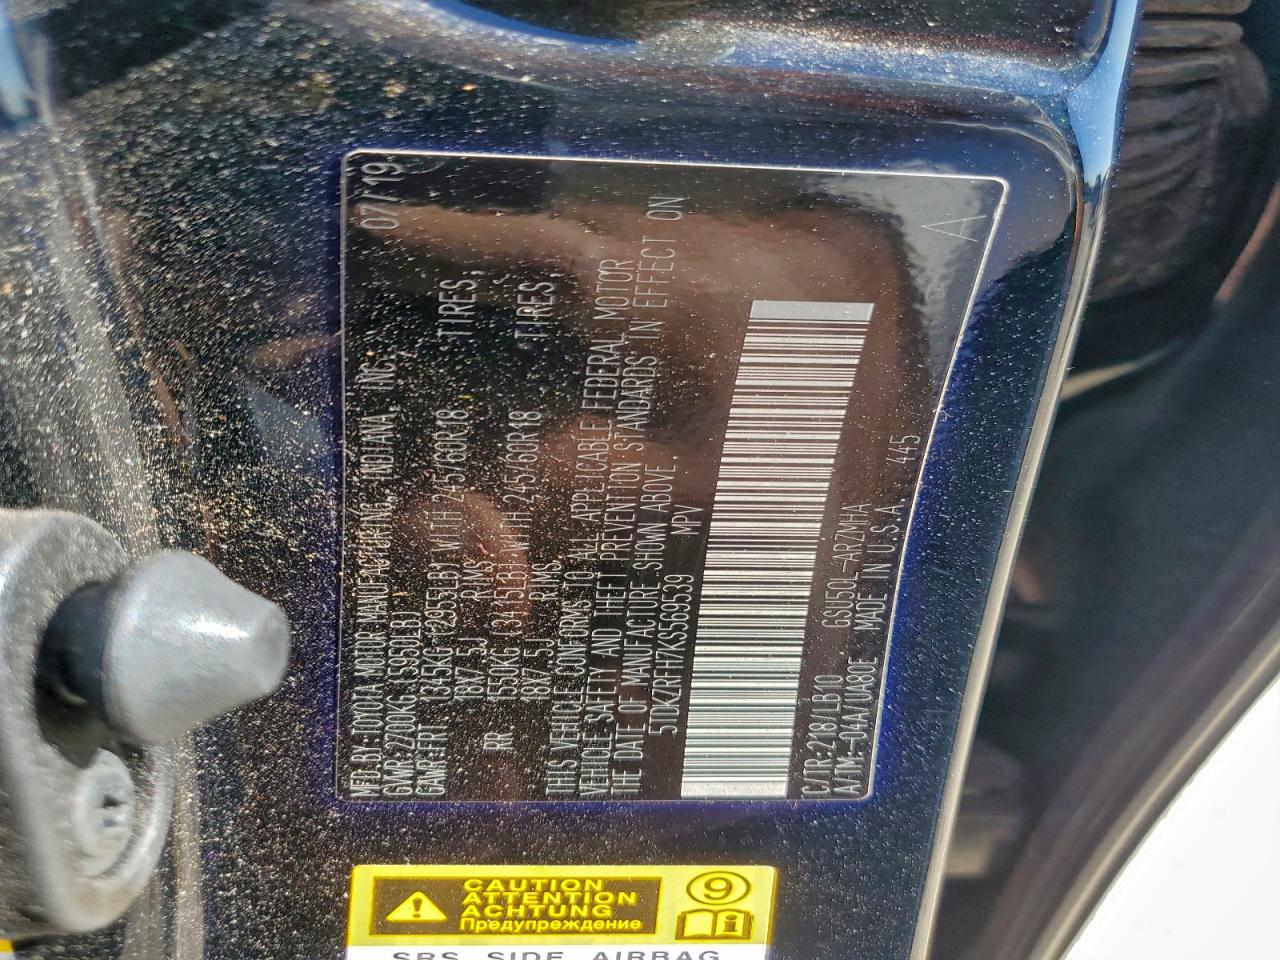 07/19
MFD.BY: TOYOTA MOTOR MANUFACTURING, INDIANA, INC.
GVWR 2700KG (5950LB)
GAWR FRT 1345KG (2955LB) WITH 245/60R18 TIRES,
18X7.5J RIMS
RR 1550KG (3415LB) WITH 245/60R18 TIRES,
18X7.5J RIMS
THIS VEHICLE CONFORMS TO ALL APPLICABLE FEDERAL MOTOR
VEHICLE SAFETY AND THEFT PREVENTION STANDARDS IN EFFECT ON
THE DATE OF MANUFACTURE SHOWN ABOVE.
5TDKZRFH7KS569539 MPV
C/TR:218/LB10 GSU50L-ARZNHA
A/TM:-04A/UA80E MADE IN U.S.A. 445
A
CAUTION
ATTENTION
ACHTUNG
Предупреждение
9
i
SRS SIDE AIRBAG